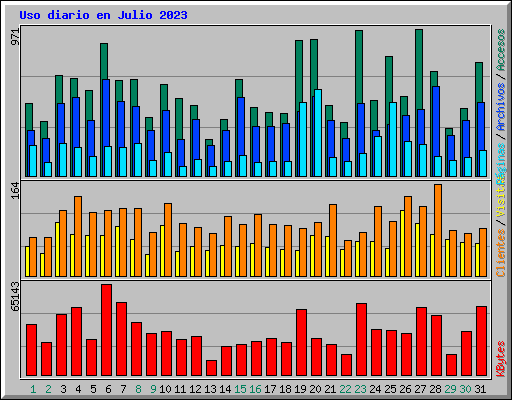 Uso diario en Julio 2023
971
164
65143
Accesos / Archivos / Páginas
Clientes / Visitas
KBytes
1 2 3 4 5 6 7 8 9 10 11 12 13 14 15 16 17 18 19 20 21 22 23 24 25 26 27 28 29 30 31